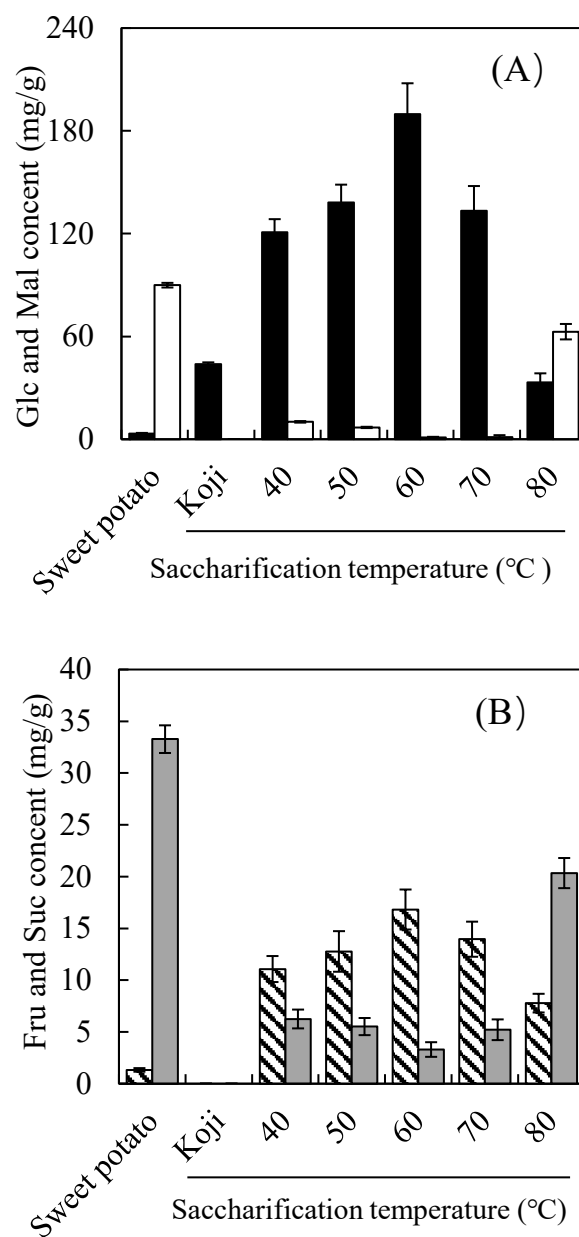 (A)
Glc and Mal concent (mg/g)
240
180
120
60
0
Sweet potato
Koji
40
50
60
70
80
Saccharification temperature (°C )
(B)
Fru and Suc concent (mg/g)
40
35
30
25
20
15
10
5
0
Sweet potato
Koji
40
50
60
70
80
Saccharification temperature (°C)